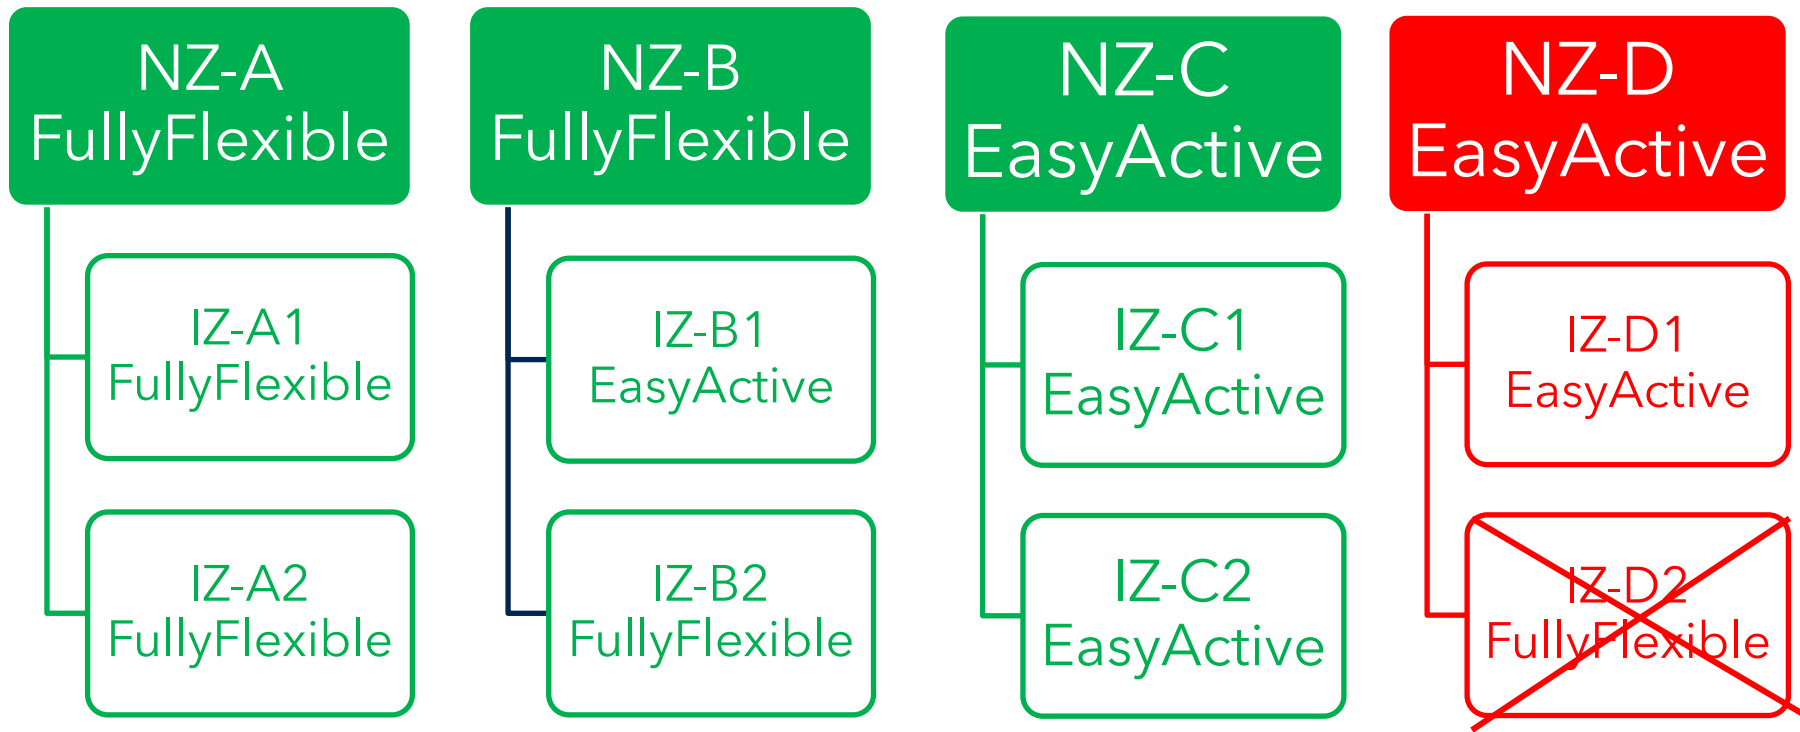 NZ-A
FullyFlexible
IZ-A1
FullyFlexible
IZ-A2
FullyFlexible
NZ-B
FullyFlexible
IZ-B1
EasyActive
IZ-B2
FullyFlexible
NZ-C
EasyActive
IZ-C1
EasyActive
IZ-C2
EasyActive
NZ-D
EasyActive
IZ-D1
EasyActive
IZ-D2
FullyFlexible